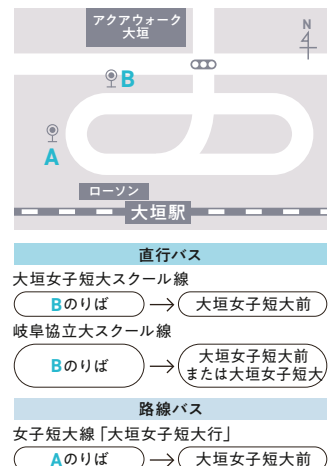 アクアウォーク
大垣
N
B
A
ローソン
大垣駅
直行バス
大垣女子短大スクール線
Bのりば → 大垣女子短大前
岐阜協立大スクール線
Bのりば → 大垣女子短大前
または大垣女子短大
路線バス
女子短大線「大垣女子短大行」
Aのりば → 大垣女子短大前